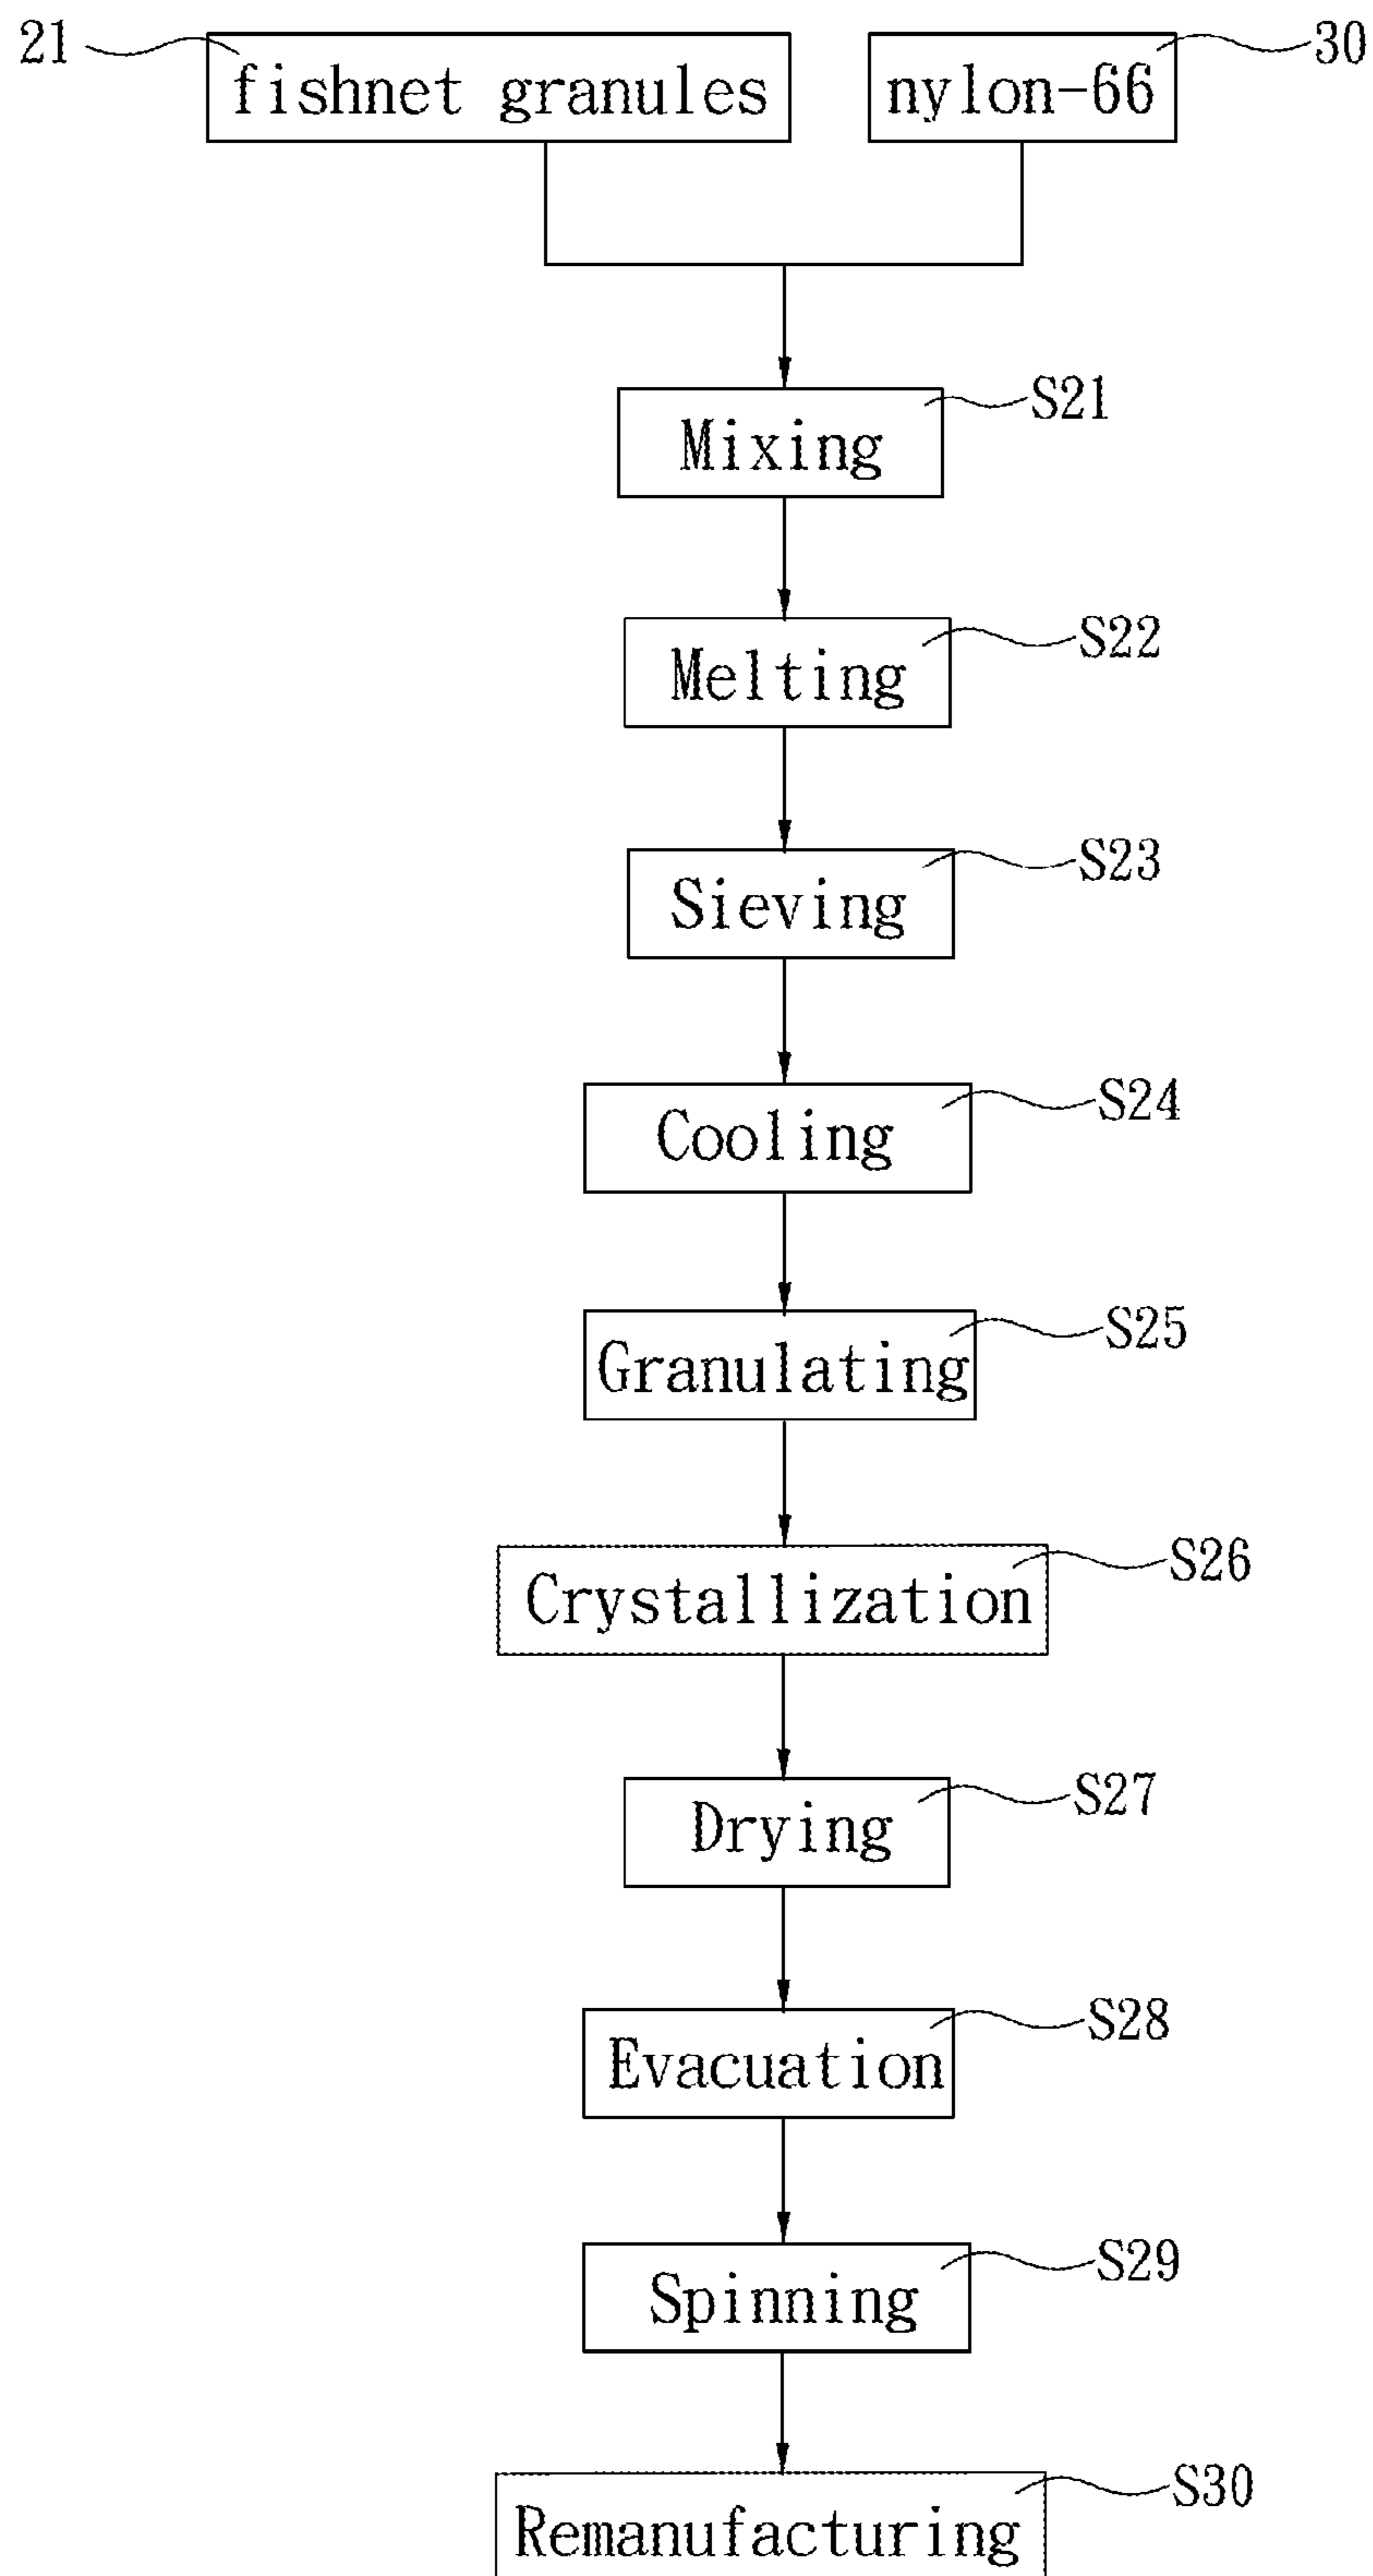 21
fishnet granules
nylon-66
30
Mixing
S21
Melting
S22
Sieving
S23
Cooling
S24
Granulating
S25
Crystallization
S26
Drying
S27
Evacuation
S28
Spinning
S29
Remanufacturing
S30